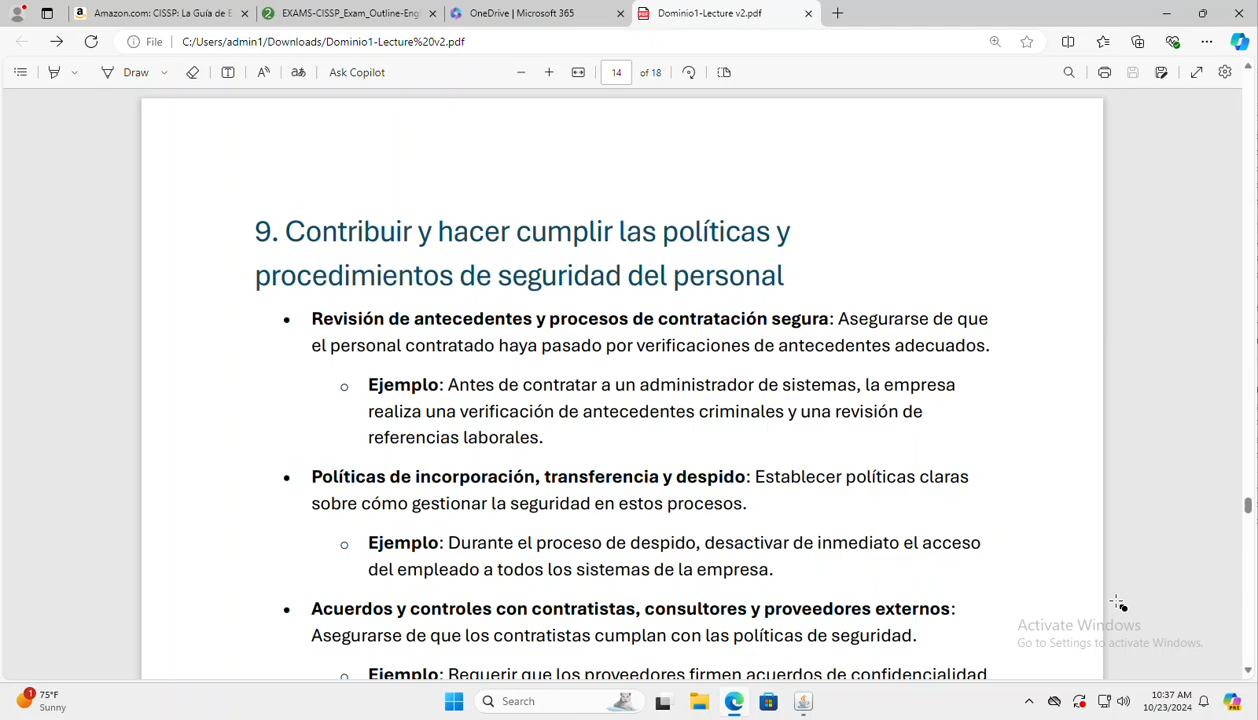 Amazon.com: CISSP: La Guía de E
EXAMS-CISSP_Exam_Outline-Eng
OneDrive | Microsoft 365
Dominio1-Lecture v2.pdf
File
C:/Users/admin1/Downloads/Dominio1-Lecture%20v2.pdf
Draw
Ask Copilot
14
of 18
9. Contribuir y hacer cumplir las políticas y
procedimientos de seguridad del personal
• Revisión de antecedentes y procesos de contratación segura: Asegurarse de que
el personal contratado haya pasado por verificaciones de antecedentes adecuados.
o Ejemplo: Antes de contratar a un administrador de sistemas, la empresa
realiza una verificación de antecedentes criminales y una revisión de
referencias laborales.
• Políticas de incorporación, transferencia y despido: Establecer políticas claras
sobre cómo gestionar la seguridad en estos procesos.
o Ejemplo: Durante el proceso de despido, desactivar de inmediato el acceso
del empleado a todos los sistemas de la empresa.
• Acuerdos y controles con contratistas, consultores y proveedores externos:
Asegurarse de que los contratistas cumplan con las políticas de seguridad.
o Ejemplo: Requerir que los proveedores firmen acuerdos de confidencialidad
Activate Windows
Go to Settings to activate Windows.
1
75°F
Sunny
Search
10:37 AM
10/23/2024